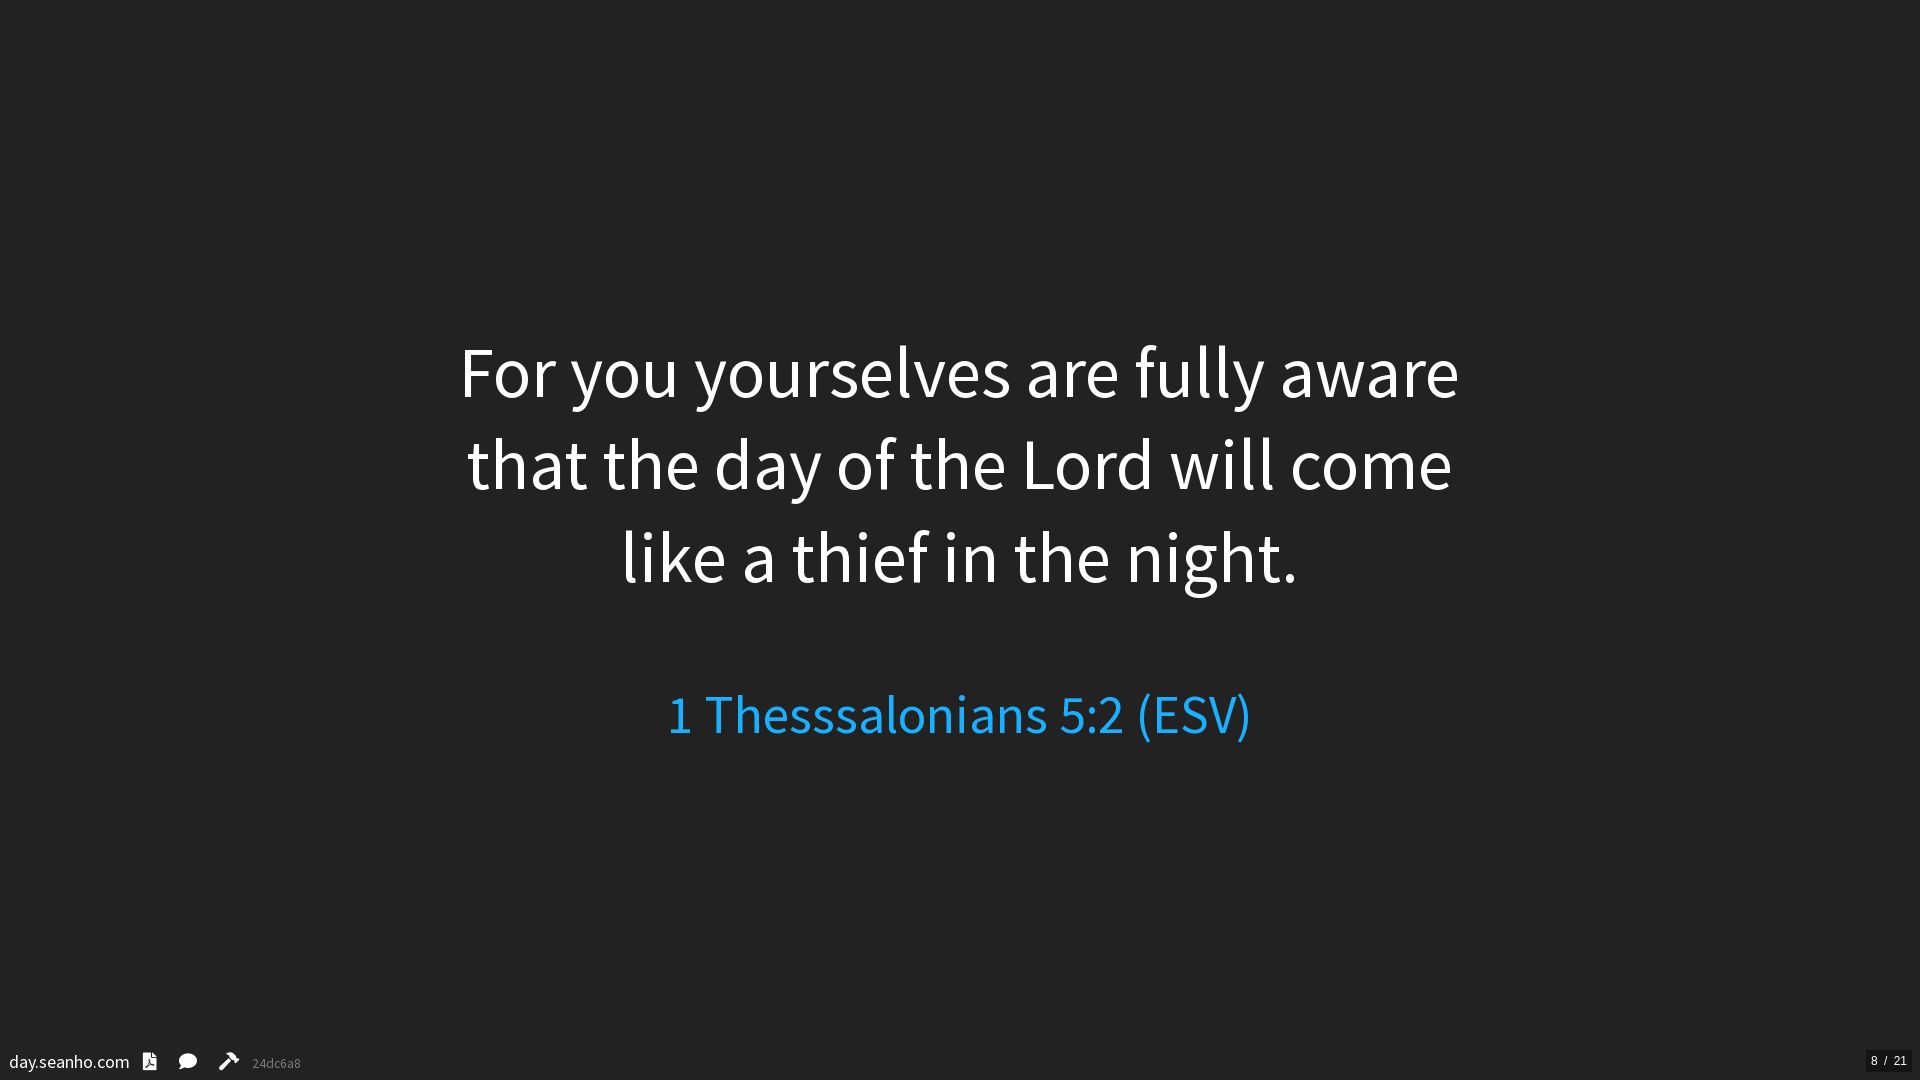 For you yourselves are fully aware
that the day of the Lord will come
like a thief in the night.
1 Thesssalonians 5:2 (ESV)
day.seanho.com 24dc6a8
8 / 21